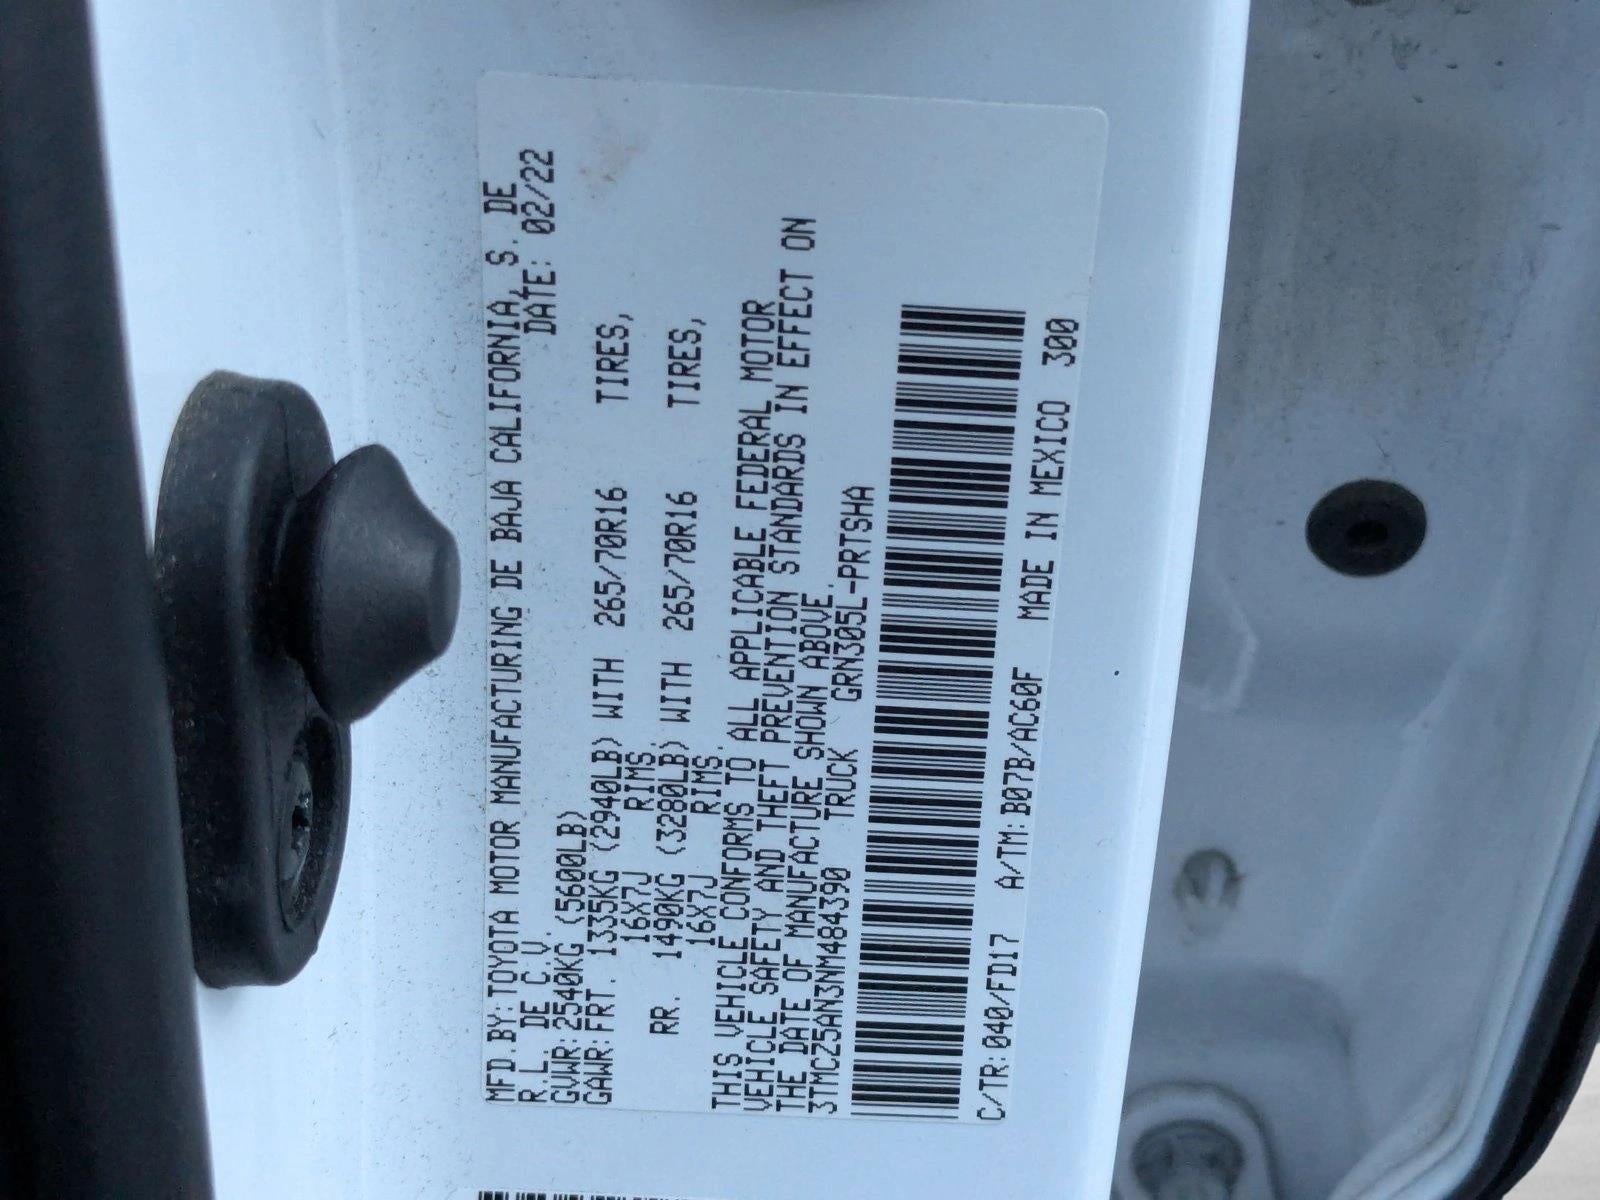 MFD.BY:TOYOTA MOTOR MANUFACTURING DE BAJA CALIFORNIA, S. DE
R.L. DE C.V. DATE: 02/22
GVWR:2540KG (5600LB)
GAWR:FRT. 1335KG (2940LB) WITH 265/70R16 TIRES,
16X7J RIMS,
RR. 1490KG (3280LB) WITH 265/70R16 TIRES,
16X7J RIMS.
THIS VEHICLE CONFORMS TO ALL APPLICABLE FEDERAL MOTOR
VEHICLE SAFETY AND THEFT PREVENTION STANDARDS IN EFFECT ON
THE DATE OF MANUFACTURE SHOWN ABOVE.
3TMCZ5AN3NM484390 TRUCK GRN305L-PRTSHA
C/TR:040/FD17 A/TM:B07B/AC60F MADE IN MEXICO 300